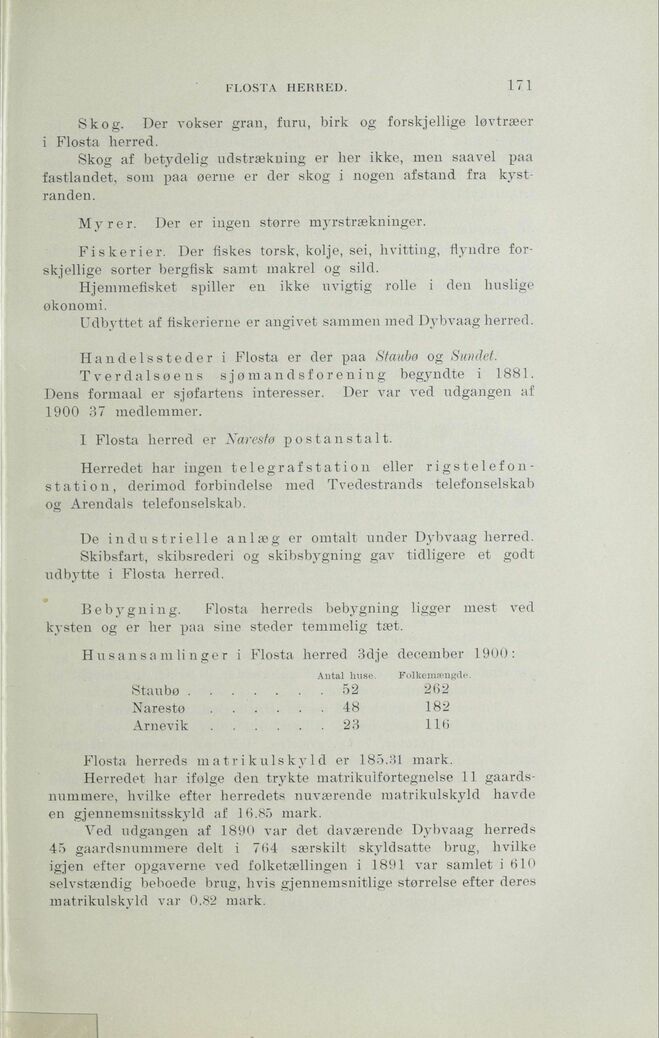 FLOSTA HERRED. 171
Skog. Der vokser gran, furu, birk og forskjellige løvtræer
i Flosta herred.
Skog af betydelig udstrækning er her ikke, men saavel paa
fastlandet, som paa øerne er der skog i nogen afstand fra kyst-
randen.
Myrer. Der er ingen større myrstrækninger.
Fiskerier. Der fiskes torsk, kolje, sei, hvitting, flyndre for-
skjellige sorter bergfisk samt makrel og sild.
Hjemmefisket spiller en ikke uvigtig rolle i den huslige
økonomi.
Udbyttet af fiskerierne er angivet sammen med Dybvaag herred.
Handelssteder i Flosta er der paa Staubø og Sundet.
Tverdalsøens sjømandsforening begyndte i 1881.
Dens formaal er sjøfartens interesser. Der var ved udgangen af
1900 37 medlemmer.
I Flosta herred er Narestø postanstalt.
Herredet har ingen telegrafstation eller rigstelefon-
station, derimod forbindelse med Tvedestrands telefonselskab
og Arendals telefonselskab.
De industrielle anlæg er omtalt under Dybvaag herred.
Skibsfart, skibsrederi og skibsbygning gav tidligere et godt
udbytte i Flosta herred.
Bebygning. Flosta herreds bebygning ligger mest ved
kysten og er her paa sine steder temmelig tæt.
Husansamlinger i Flosta herred 3dje december 1900:
Antal huse. Folkemængde.
Staubø . . . . . . . 52 262
Narestø . . . . . . 48 182
Arnevik . . . . . . 23 116
Flosta herreds matrikulskyld er 185.31 mark.
Herredet har ifølge den trykte matrikulfortegnelse 11 gaards-
nummere, hvilke efter herredets nuværende matrikulskyld havde
en gjennemsnitsskyld af 16.85 mark.
Ved udgangen af 1890 var det daværende Dybvaag herreds
45 gaardsnummere delt i 764 særskilt skyldsatte brug, hvilke
igjen efter opgaverne ved folketællingen i 1891 var samlet i 610
selvstændig beboede brug, hvis gjennemsnitlige størrelse efter deres
matrikulskyld var 0.82 mark.